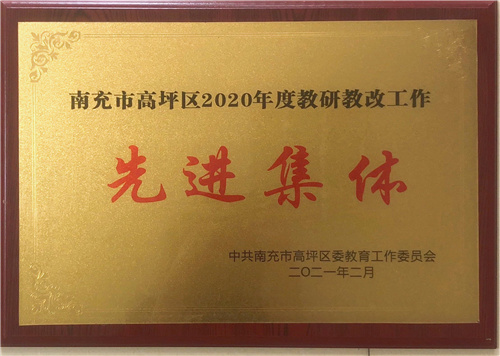 南充市高坪区2020年度教研教改工作
先进集体
中共南充市高坪区委教育工作委员会
二〇二一年二月